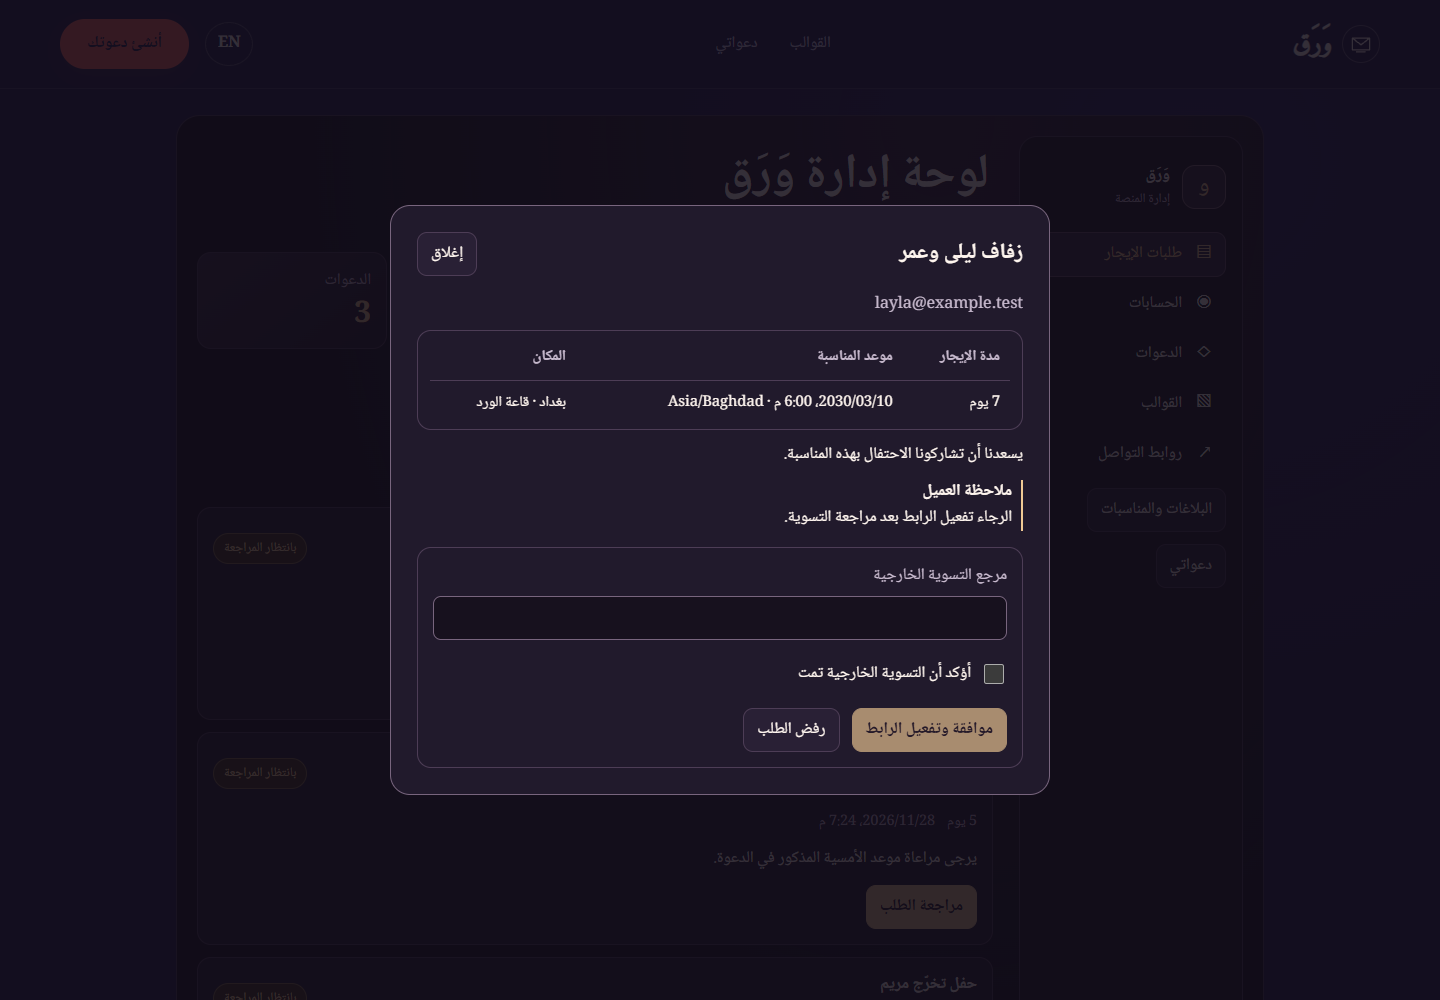 وَرَق
القوالب
دعواتي
EN
أنشئ دعوتك
و
وَرَق
إدارة المنصة
طلبات الإيجار
الحسابات
الدعوات
القوالب
روابط التواصل
البلاغات والمناسبات
دعواتي
لوحة إدارة وَرَق
الدعوات
3
زفاف ليلى وعمر
إغلاق
layla@example.test
مدة الإيجار موعد المناسبة المكان
7 يوم 2030/03/10، 6:00 م · Asia/Baghdad بغداد · قاعة الورد
يسعدنا أن تشاركونا الاحتفال بهذه المناسبة.
ملاحظة العميل
الرجاء تفعيل الرابط بعد مراجعة التسوية.
مرجع التسوية الخارجية
أؤكد أن التسوية الخارجية تمت
موافقة وتفعيل الرابط
رفض الطلب
بانتظار المراجعة
بانتظار المراجعة
5 يوم 2026/11/28، 7:24 م
يرجى مراعاة موعد الأمسية المذكور في الدعوة.
مراجعة الطلب
حفل تخرّج مريم
بانتظار المراجعة